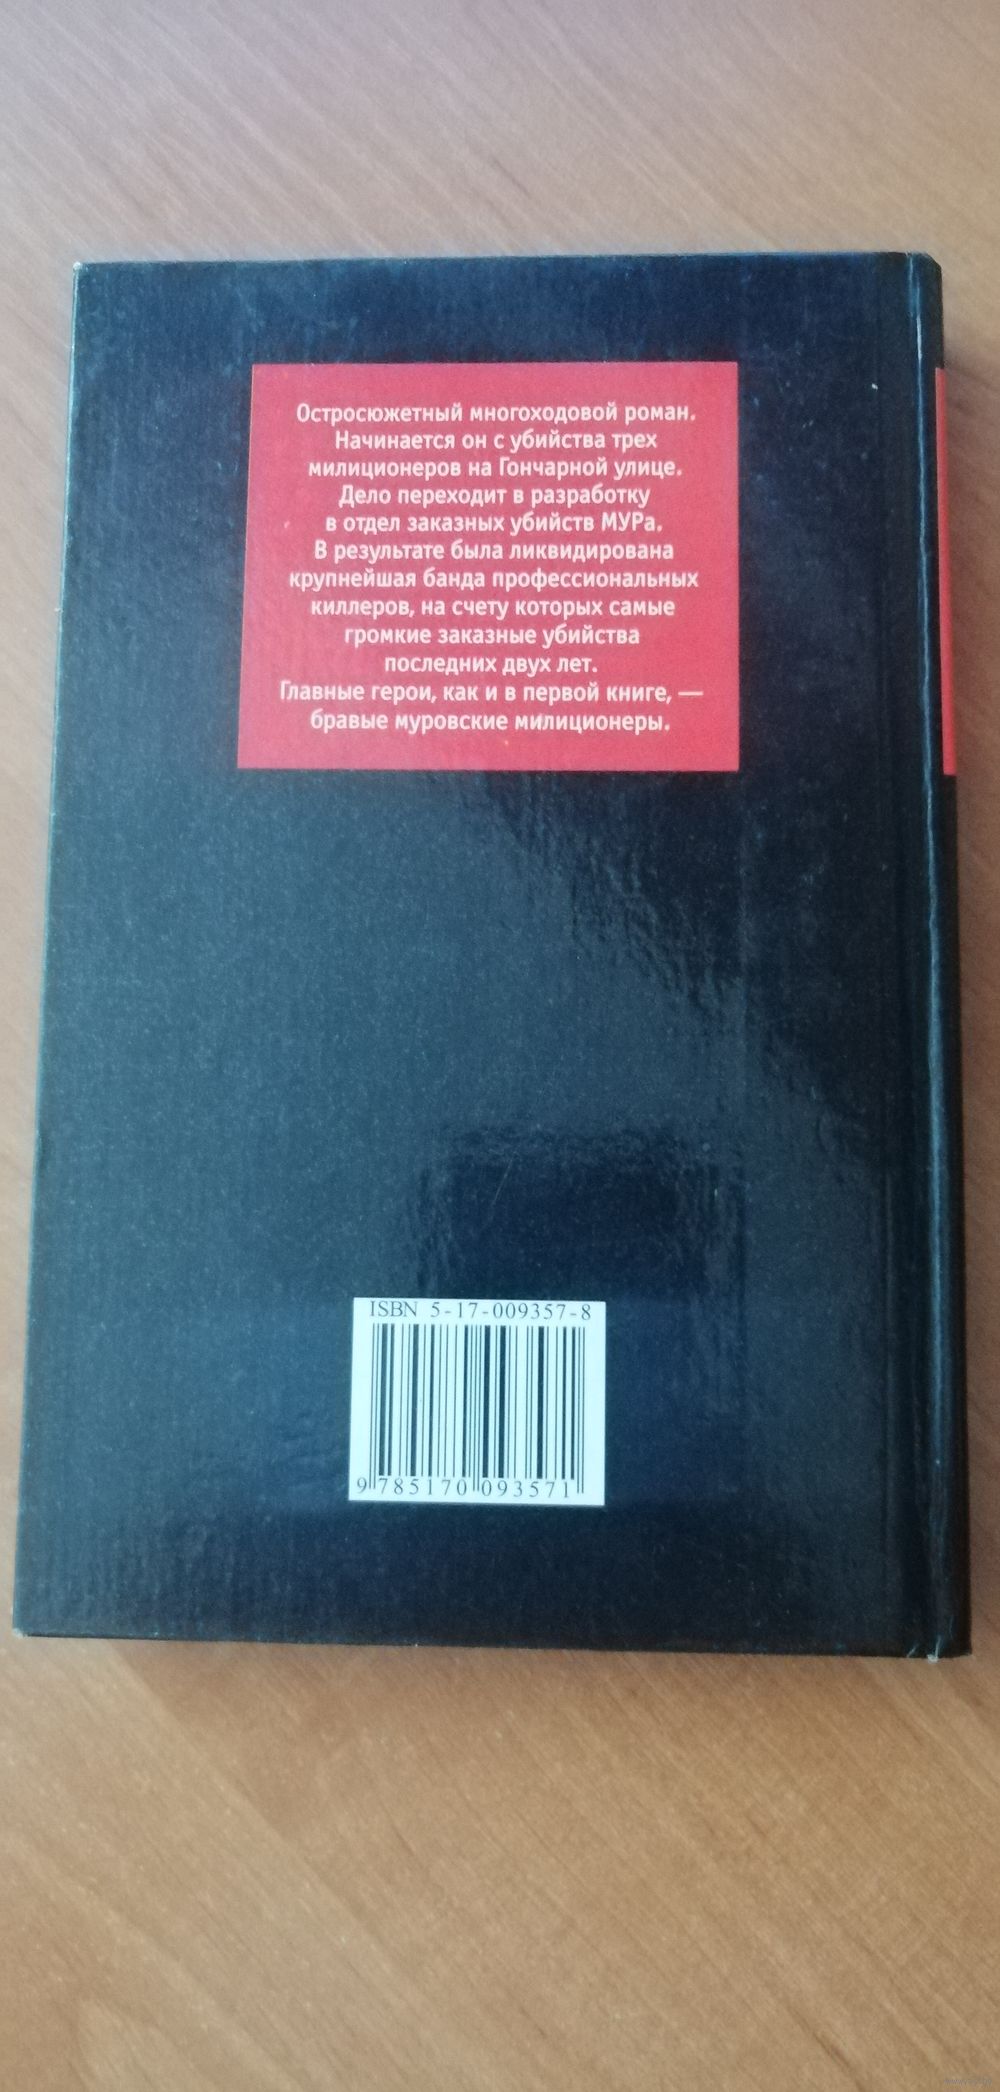 Остросюжетный многоходовой роман.
Начинается он с убийства трех
милиционеров на Гончарной улице.
Дело переходит в разработку
в отдел заказных убийств МУРа.
В результате была ликвидирована
крупнейшая банда профессиональных
киллеров, на счету которых самые
громкие заказные убийства
последних двух лет.
Главные герои, как и в первой книге, —
бравые муровские милиционеры.
ISBN 5-17-009357-8
9 785170 093571